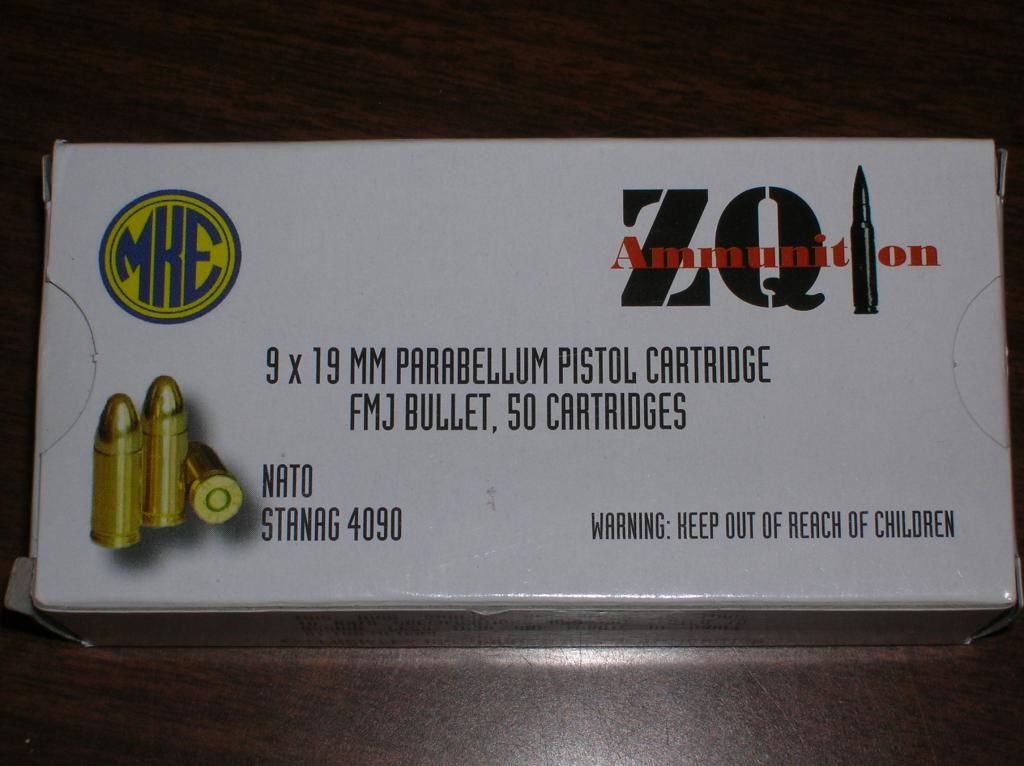 MKE
ZQI
Ammunition
9 x 19 MM PARABELLUM PISTOL CARTRIDGE
FMJ BULLET, 50 CARTRIDGES
NATO
STANAG 4090
WARNING: KEEP OUT OF REACH OF CHILDREN